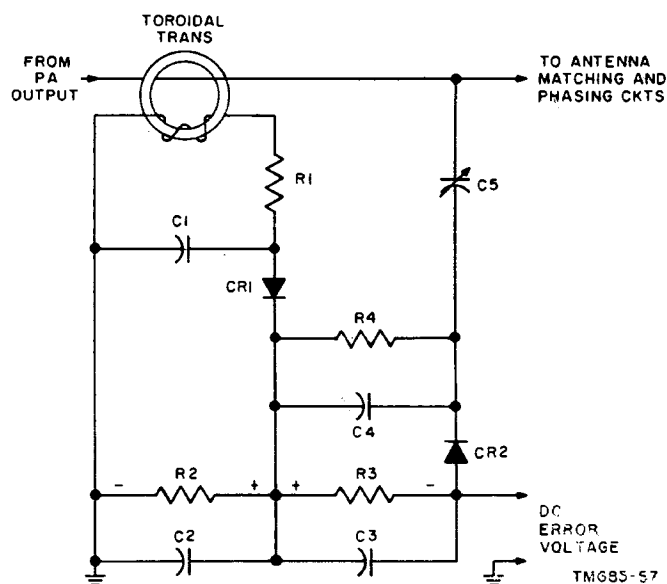 TOROIDAL
TRANS
FROM
PA
OUTPUT
TO ANTENNA
MATCHING AND
PHASING CKTS
R1
C5
C1
CR1
R4
C4
CR2
- R2 + + R3 -
C2 C3
DC
ERROR
VOLTAGE
TMG85-57